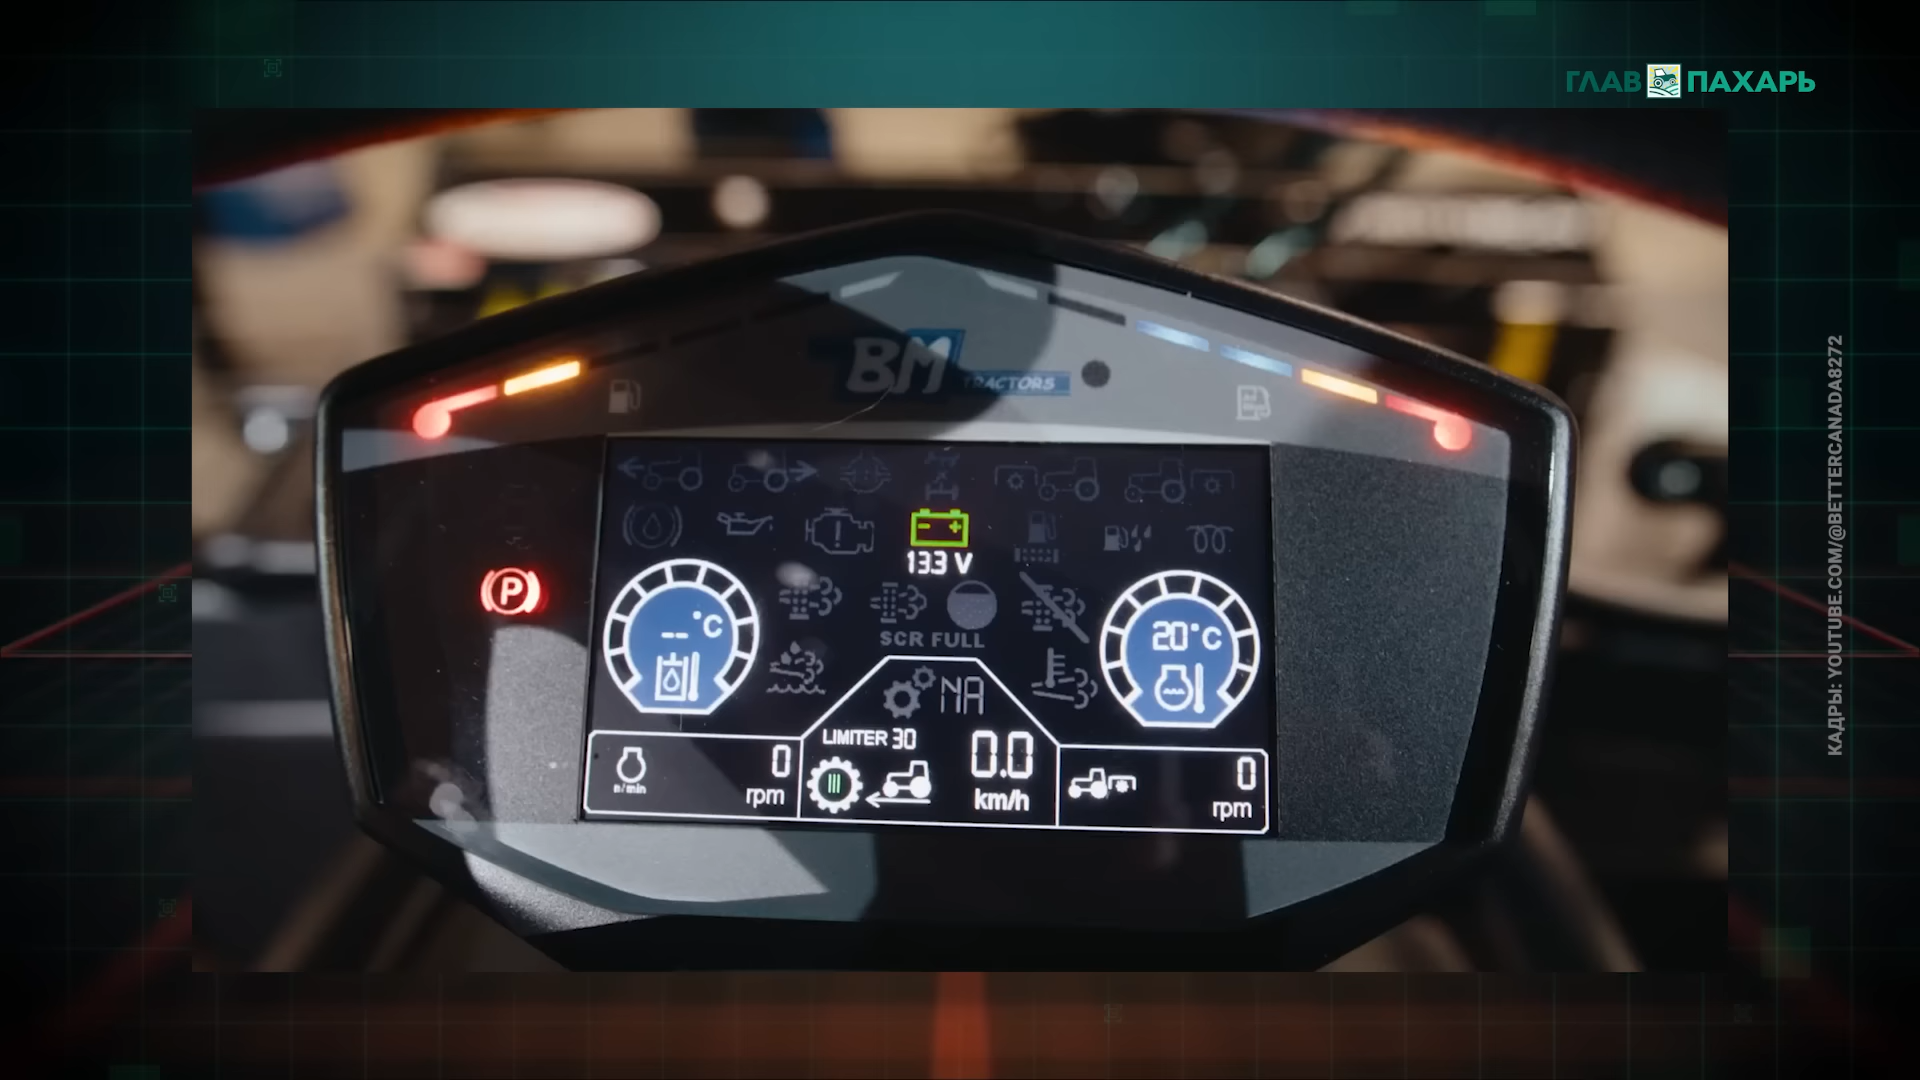 ГЛАВ ПАХАРЬ
BM
TRACTORS
13.3 V
P
-- °C
SCR FULL
20°C
NA
LIMITER 30
0
rpm
n/min
0.0
km/h
0
rpm
КАДРЫ: YOUTUBE.COM/@BETTERCANADA8272